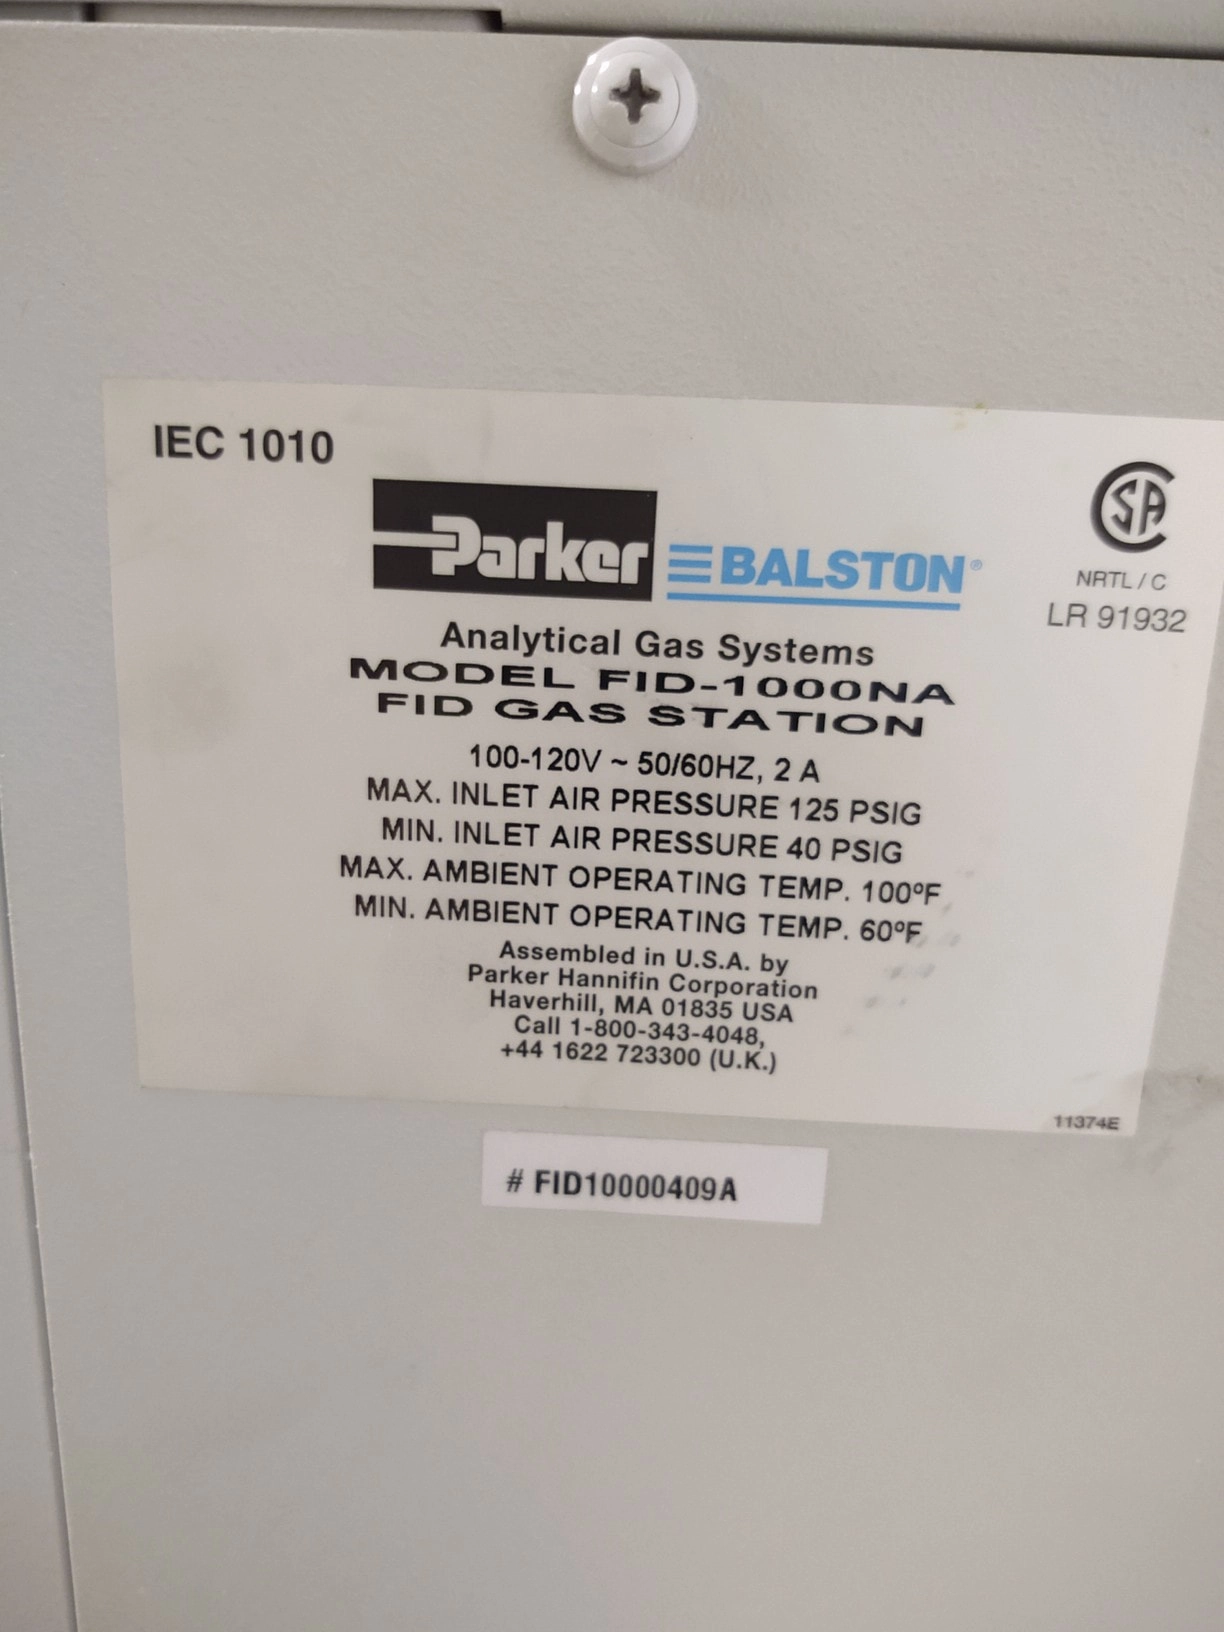 IEC 1010
Parker BALSTON®
SA
NRTL / C
LR 91932
Analytical Gas Systems
MODEL FID-1000NA
FID GAS STATION
100-120V ~ 50/60HZ, 2 A
MAX. INLET AIR PRESSURE 125 PSIG
MIN. INLET AIR PRESSURE 40 PSIG
MAX. AMBIENT OPERATING TEMP. 100ºF
MIN. AMBIENT OPERATING TEMP. 60ºF
Assembled in U.S.A. by
Parker Hannifin Corporation
Haverhill, MA 01835 USA
Call 1-800-343-4048,
+44 1622 723300 (U.K.)
11374E
# FID10000409A